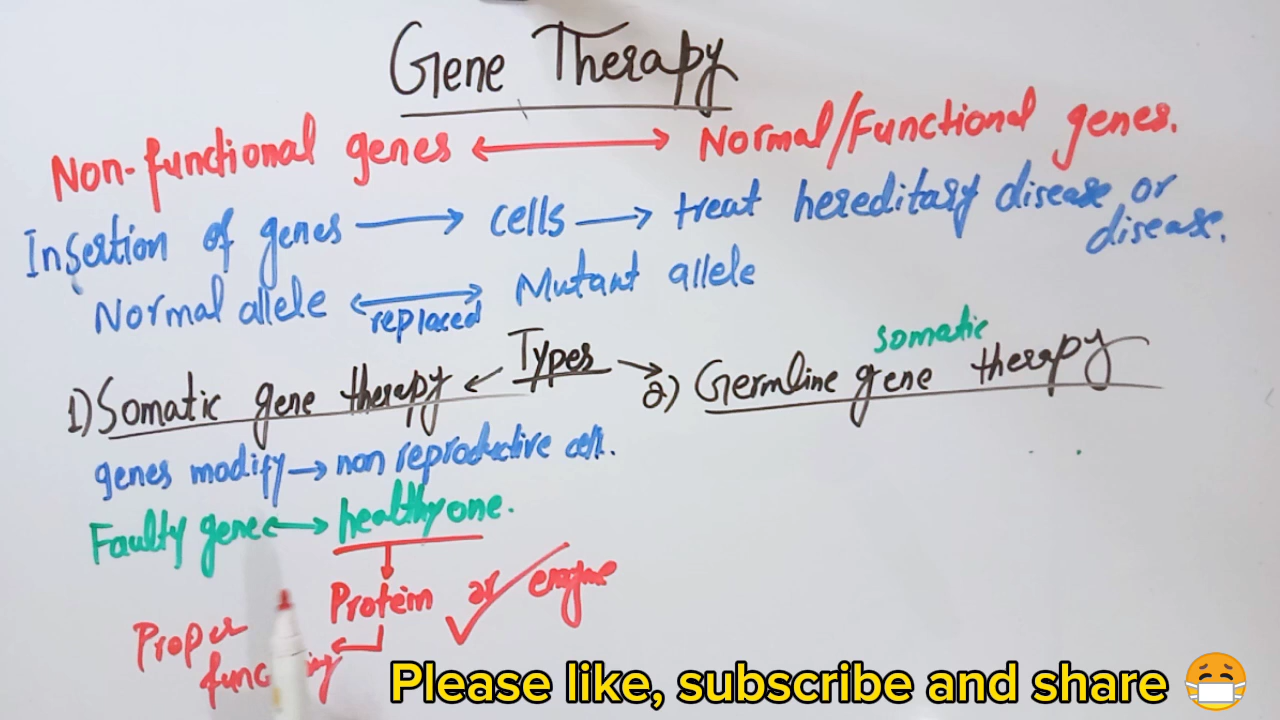 Gene Therapy
Non-functional genes ⟷ Normal/Functional genes.
Insertion of genes ⟶ cells ⟶ treat hereditary disease or
disease.
Normal allele ⟷ Mutant allele
replaced
Types
somatic
1) Somatic gene therapy
2) Germline gene therapy
genes modify → non reproductive cell.
Faulty gene ↔ healthy one.
Protein or enzyme
Proper
Please like, subscribe and share 😷